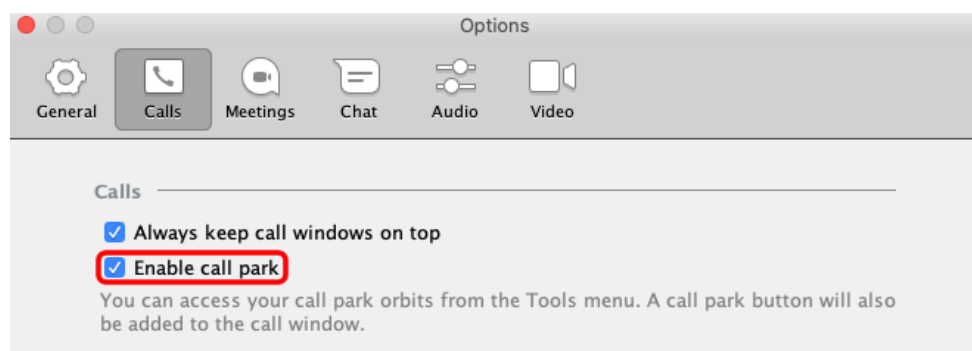 Options
General Calls Meetings Chat Audio Video
Calls
Always keep call windows on top
Enable call park
You can access your call park orbits from the Tools menu. A call park button will also
be added to the call window.